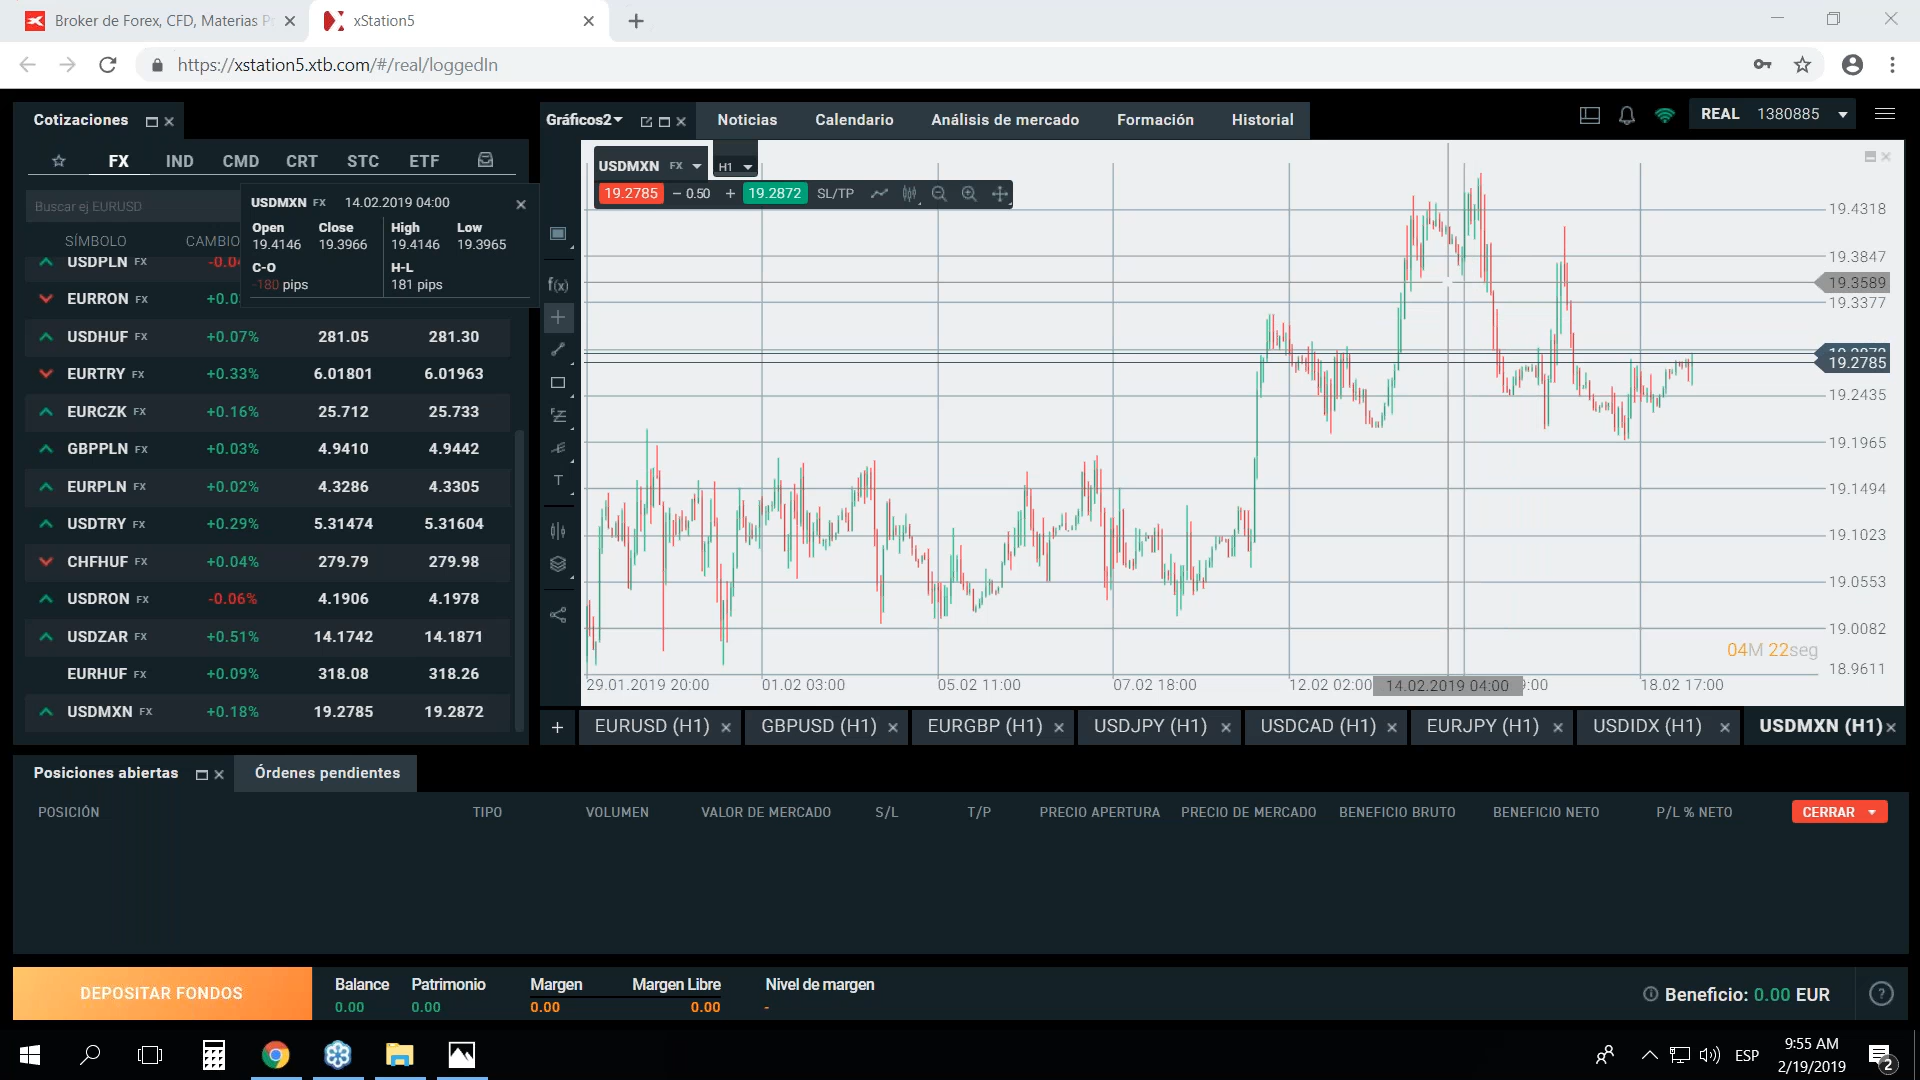 Broker de Forex, CFD, Materias P
xStation5
https://xstation5.xtb.com/#/real/loggedIn
Cotizaciones
Gráficos2
Noticias
Calendario
Análisis de mercado
Formación
Historial
REAL 1380885
FX IND CMD CRT STC ETF
Buscar ej EURUSD
SÍMBOLO CAMBIO
USDMXN FX 14.02.2019 04:00
Open Close High Low
19.4146 19.3966 19.4146 19.3965
C-O H-L
-180 pips 181 pips
USDPLN FX
EURRON FX
USDHUF FX +0.07% 281.05 281.30
EURTRY FX +0.33% 6.01801 6.01963
EURCZK FX +0.16% 25.712 25.733
GBPPLN FX +0.03% 4.9410 4.9442
EURPLN FX +0.02% 4.3286 4.3305
USDTRY FX +0.29% 5.31474 5.31604
CHFHUF FX +0.04% 279.79 279.98
USDRON FX -0.06% 4.1906 4.1978
USDZAR FX +0.51% 14.1742 14.1871
EURHUF FX +0.09% 318.08 318.26
USDMXN FX +0.18% 19.2785 19.2872
USDMXN FX H1
19.2785 − 0.50 + 19.2872 SL/TP
f(x)
T
19.4318
19.3847
19.3589
19.3377
19.2785
19.2435
19.1965
19.1494
19.1023
19.0553
19.0082
18.9611
04M 22seg
29.01.2019 20:00 01.02 03:00 05.02 11:00 07.02 18:00 12.02 02:00 14.02.2019 04:00 18.02 17:00
+ EURUSD (H1) GBPUSD (H1) EURGBP (H1) USDJPY (H1) USDCAD (H1) EURJPY (H1) USDIDX (H1) USDMXN (H1)
Posiciones abiertas
Órdenes pendientes
POSICIÓN TIPO VOLUMEN VALOR DE MERCADO S/L T/P PRECIO APERTURA PRECIO DE MERCADO BENEFICIO BRUTO BENEFICIO NETO P/L % NETO CERRAR
DEPOSITAR FONDOS
Balance Patrimonio Margen Margen Libre Nivel de margen
0.00 0.00 0.00 0.00 -
Beneficio: 0.00 EUR
ESP
9:55 AM
2/19/2019
2